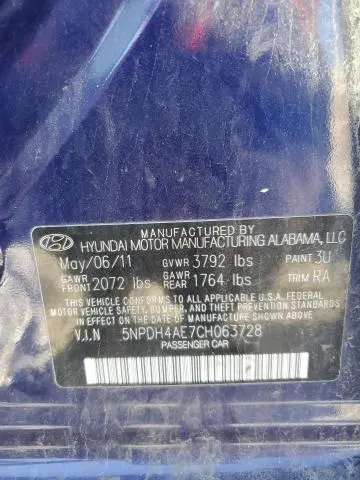 MANUFACTURED BY
HYUNDAI MOTOR MANUFACTURING ALABAMA, LLC
May/06/11 GVWR 3792 lbs PAINT 3U
GAWR 2072 lbs GAWR 1764 lbs TRIM RA
THIS VEHICLE CONFORMS TO ALL APPLICABLE U.S. FEDERAL
MOTOR VEHICLE SAFETY, BUMPER, AND THEFT PREVENTION
STANDARDS IN EFFECT ON THE DATE OF MANUFACTURE SHOWN ABOVE.
V.I.N 5NPDH4AE7CH063728
PASSENGER CAR